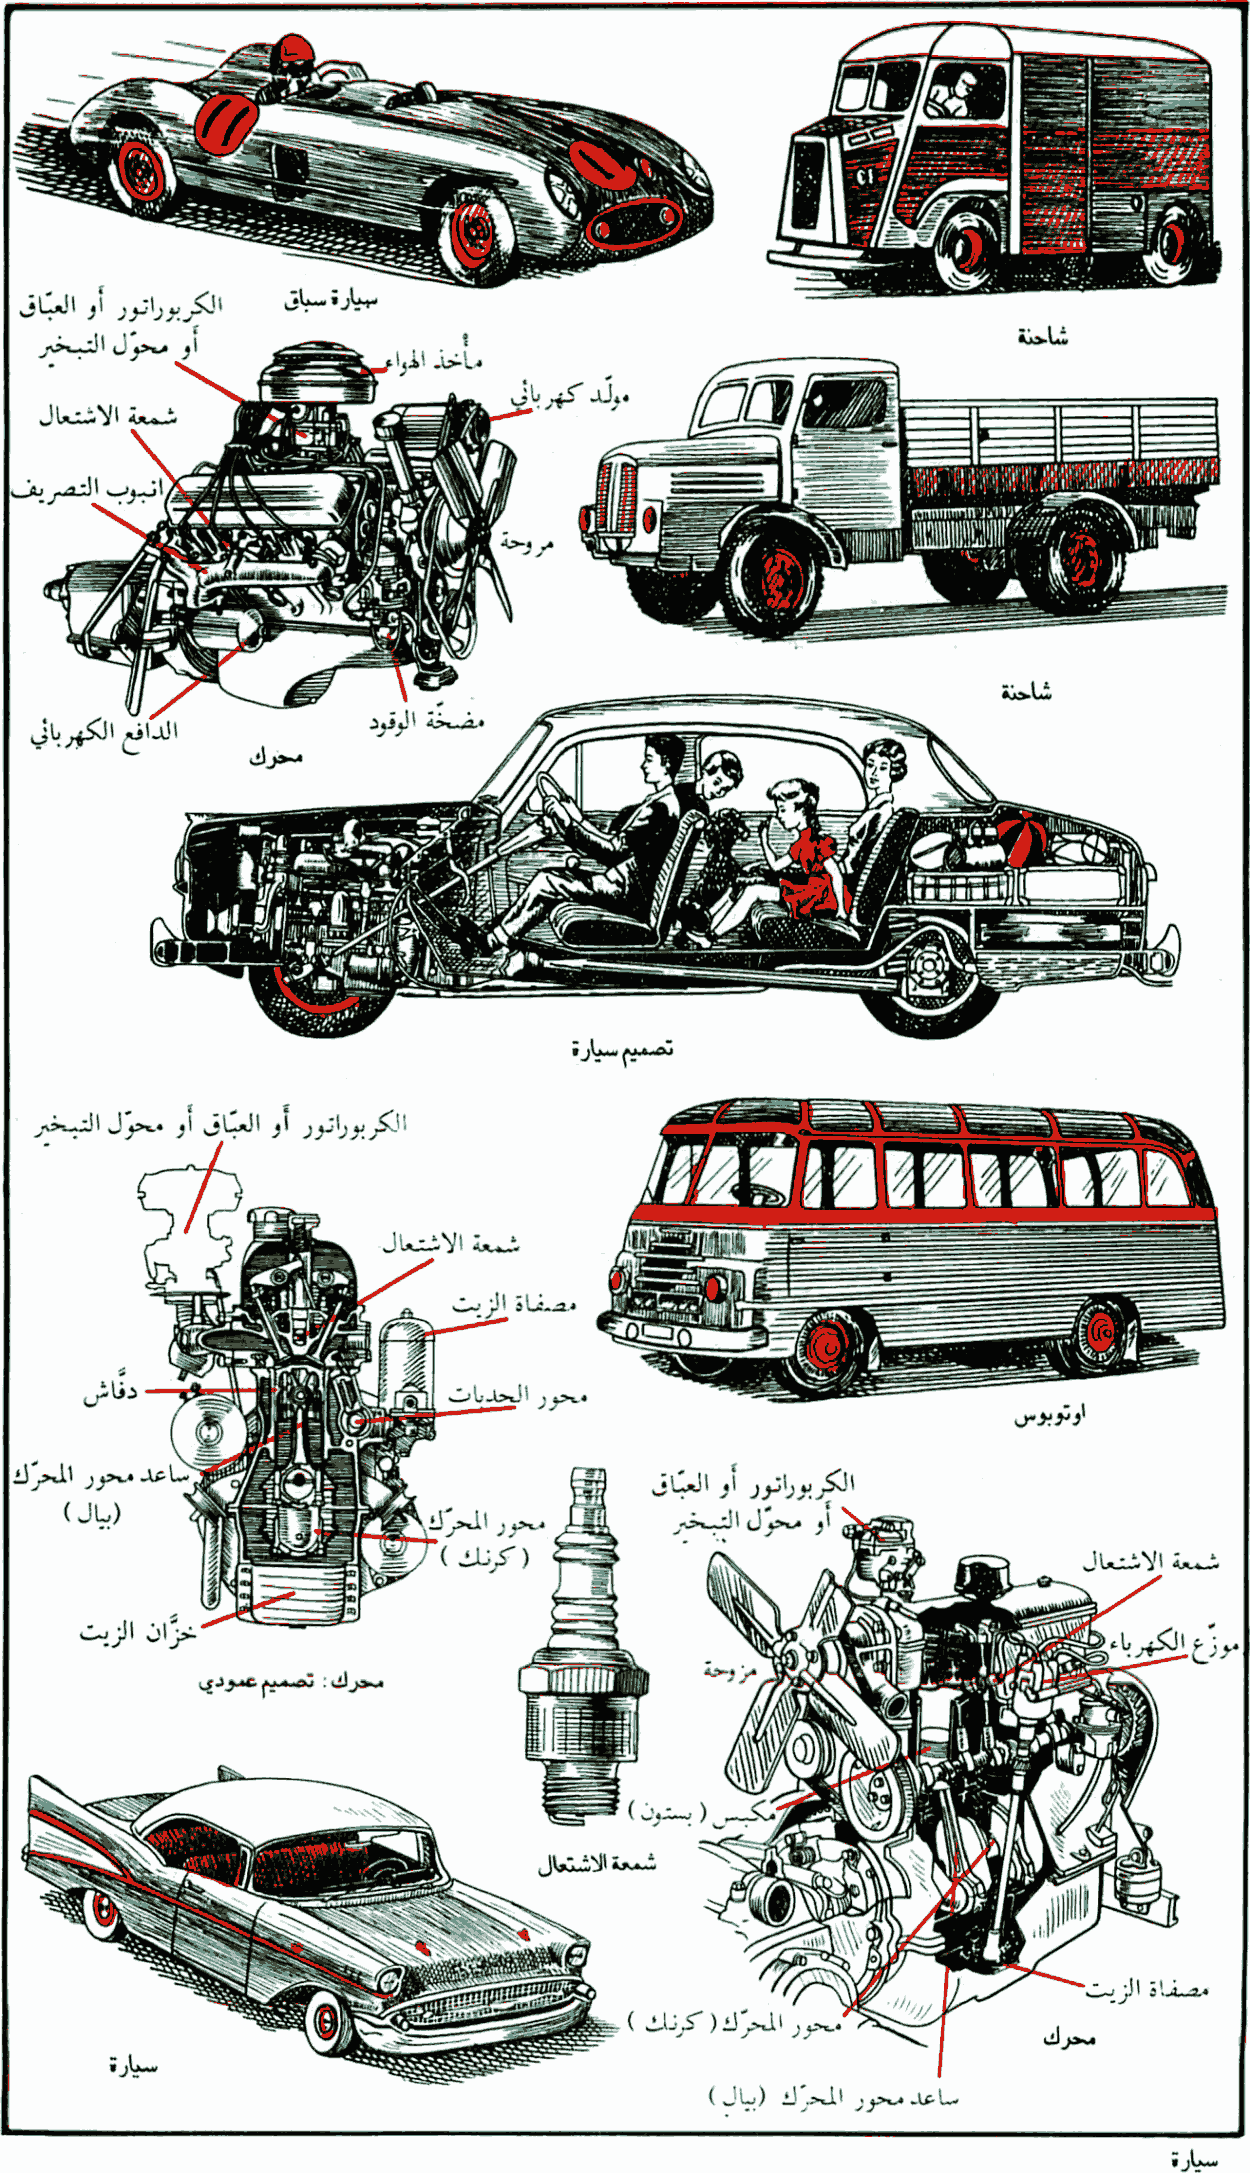 سيارة سباق
شاحنة
الكربوراتور أو العبّاق
أو محوّل التبخير
مأخذ الهواء
مولّد كهربائي
شمعة الاشتعال
انبوب التصريف
مروحة
الدافع الكهربائي
مضخّة الوقود
محرك
شاحنة
تصميم سيارة
الكربوراتور أو العبّاق أو محوّل التبخير
شمعة الاشتعال
مصفاة الزيت
دفَّاش
محور الحدبات
ساعد محور المحرّك
(بيال)
محور المحرّك
(كرنك)
خزَّان الزيت
محرك: تصميم عمودي
اوتوبوس
الكربوراتور أو العبّاق
أو محوّل التبخير
شمعة الاشتعال
موزّع الكهرباء
مروحة
مكبس (بستون)
شمعة الاشتعال
مصفاة الزيت
محور المحرّك (كرنك)
محرك
ساعد محور المحرّك (بيال)
سيارة
سيارة